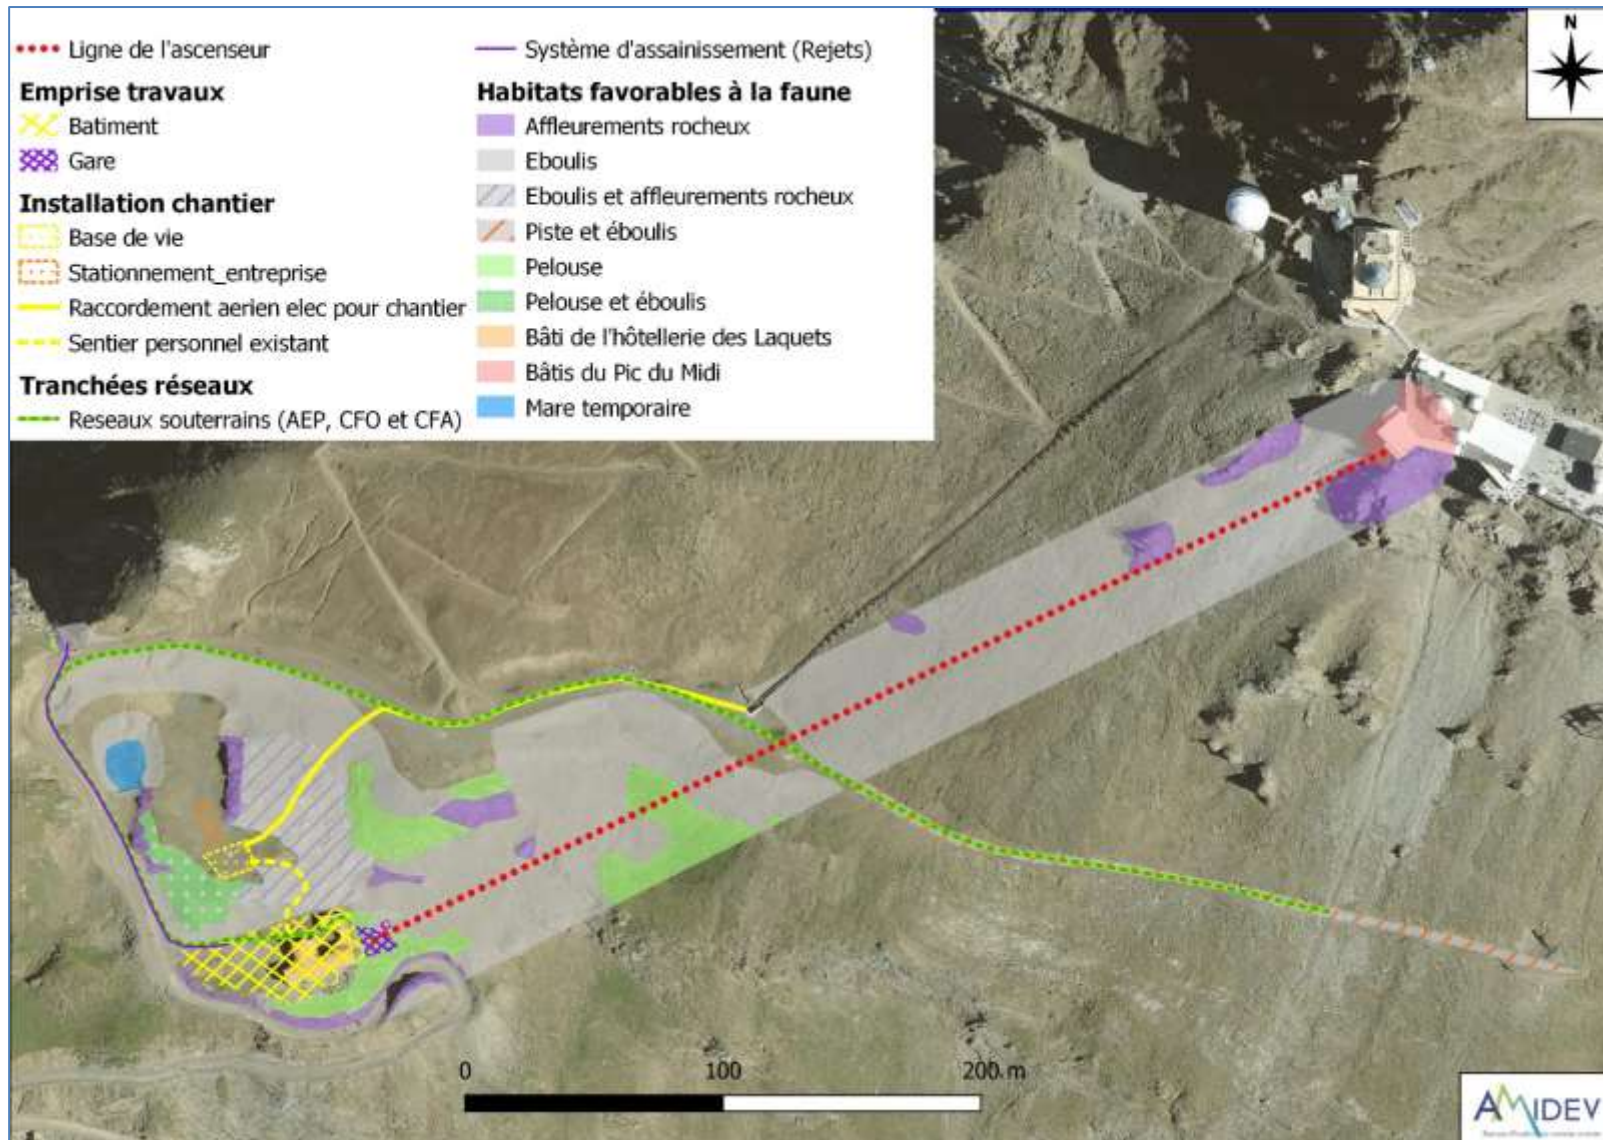 Ligne de l'ascenseur
Emprise travaux
Batiment
Gare
Installation chantier
Base de vie
Stationnement_entreprise
Raccordement aerien elec pour chantier
Sentier personnel existant
Tranchées réseaux
Reseaux souterrains (AEP, CFO et CFA)
Système d'assainissement (Rejets)
Habitats favorables à la faune
Affleurements rocheux
Eboulis
Eboulis et affleurements rocheux
Piste et éboulis
Pelouse
Pelouse et éboulis
Bâti de l'hôtellerie des Laquets
Bâtis du Pic du Midi
Mare temporaire
N
0 100 200 m
AMIDEV